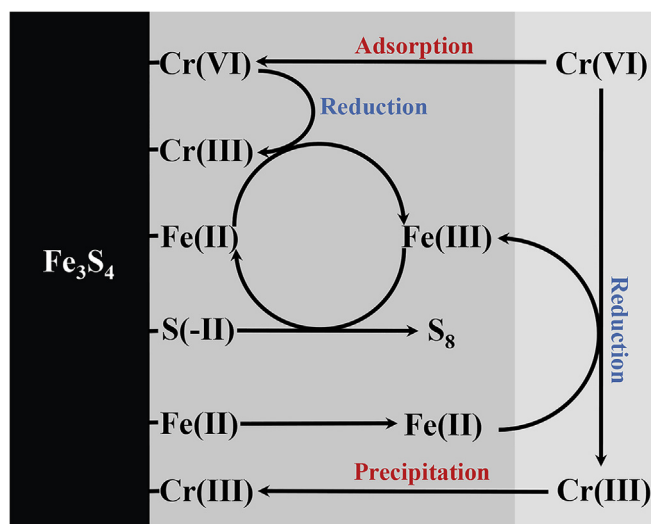 Cr(VI) Adsorption Cr(VI)
Reduction
Cr(III)
Fe(II) Fe(III)
Fe₃S₄
Reduction
S(-II) S₈
Fe(II) Fe(II)
Precipitation
Cr(III) Cr(III)